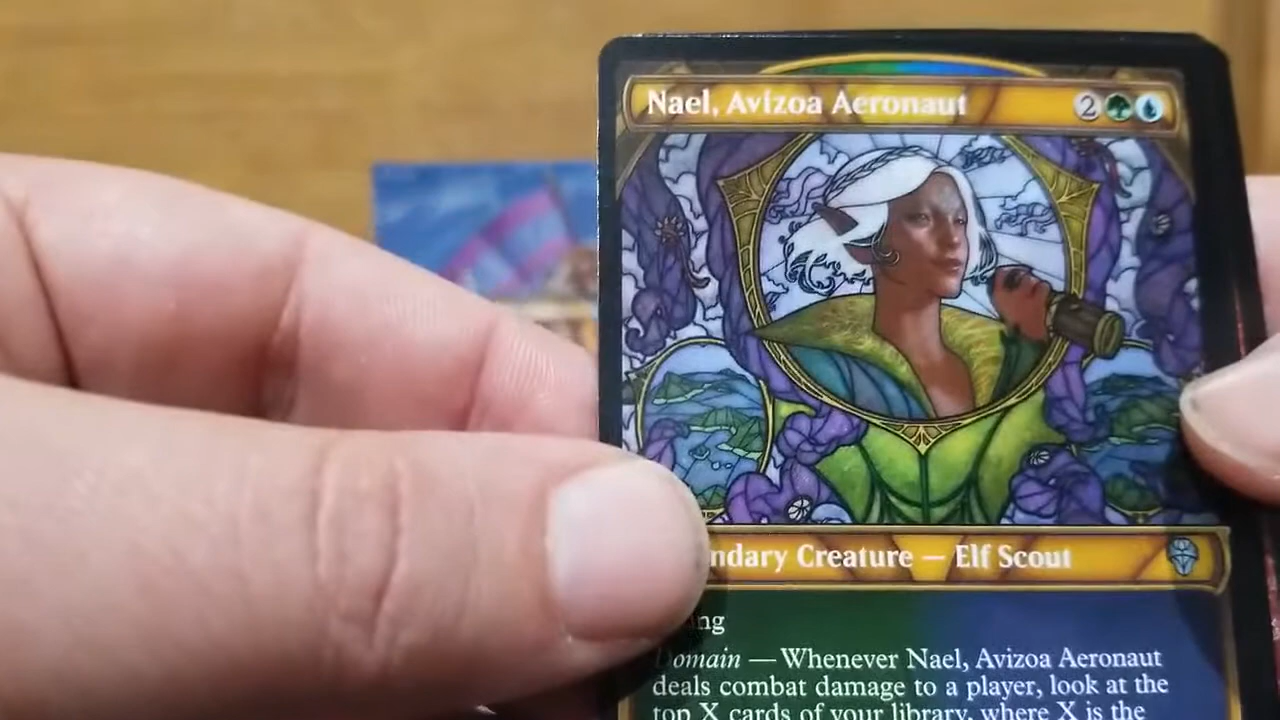 Nael, Avizoa Aeronaut 2
ndary Creature — Elf Scout
ng
Domain — Whenever Nael, Avizoa Aeronaut
deals combat damage to a player, look at the
top X cards of your library, where X is the